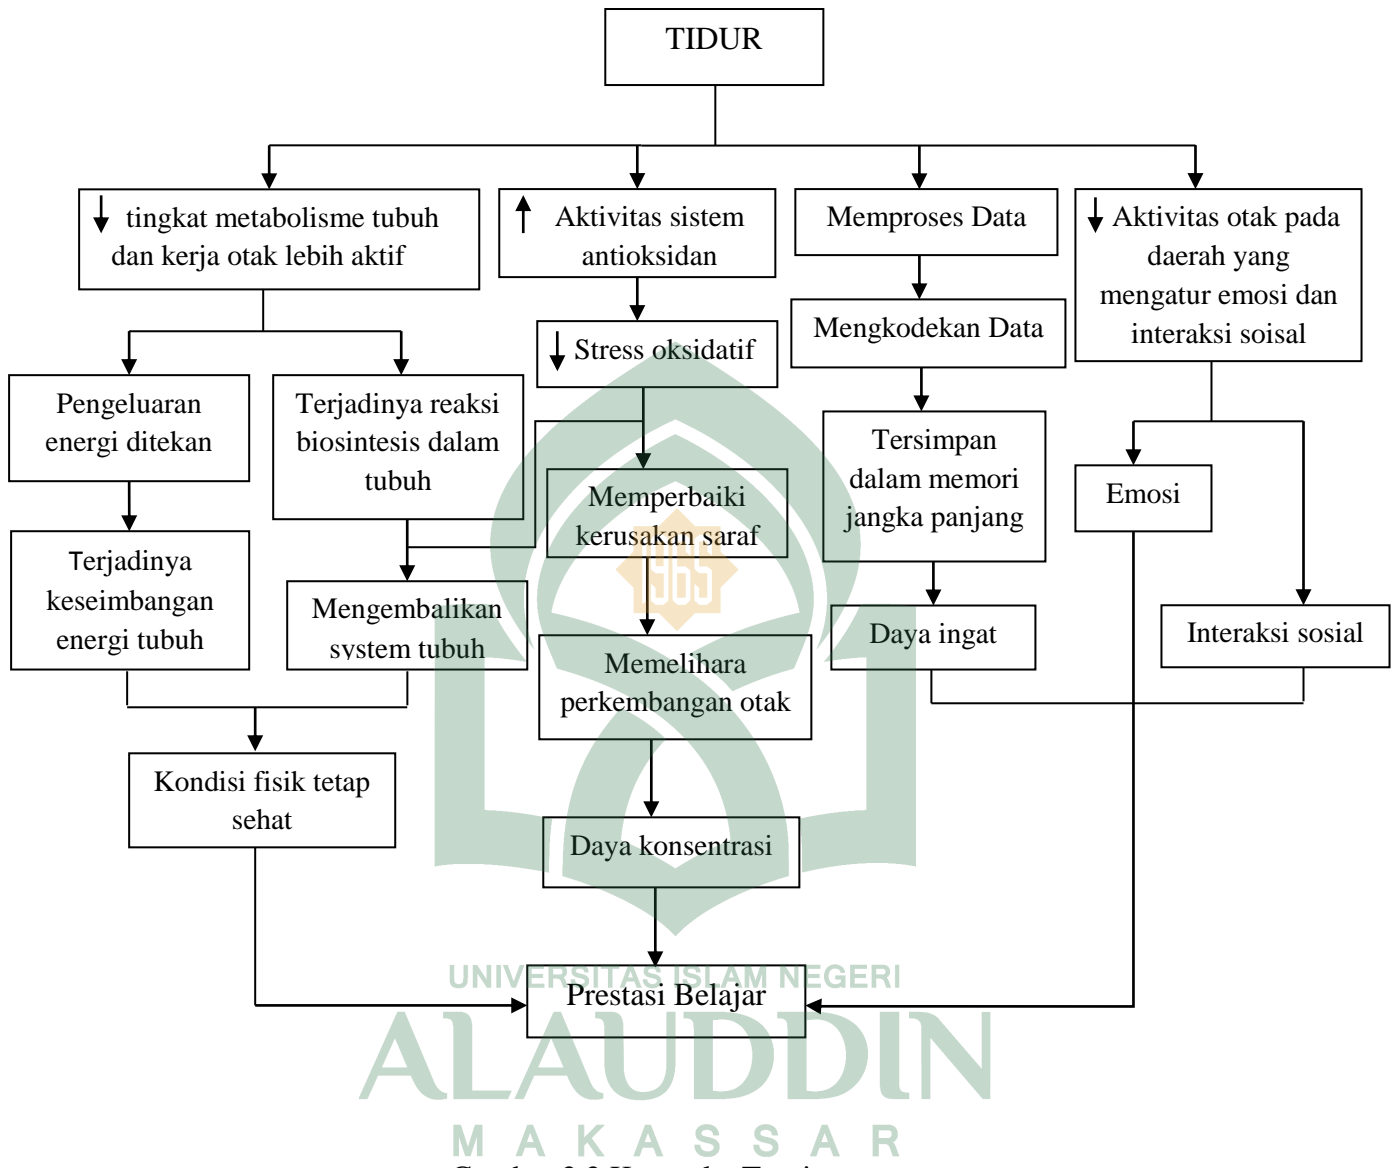 TIDUR
↓ tingkat metabolisme tubuh
dan kerja otak lebih aktif
↑ Aktivitas sistem
antioksidan
Memproses Data
↓ Aktivitas otak pada
daerah yang
mengatur emosi dan
interaksi soisal
Mengkodekan Data
↓ Stress oksidatif
Pengeluaran
energi ditekan
Terjadinya reaksi
biosintesis dalam
tubuh
Tersimpan
dalam memori
jangka panjang
Memperbaiki
kerusakan saraf
Emosi
Terjadinya
keseimbangan
energi tubuh
Mengembalikan
system tubuh
1965
Daya ingat
Interaksi sosial
Memelihara
perkembangan otak
Kondisi fisik tetap
sehat
Daya konsentrasi
UNIVERSITAS ISLAM NEGERI
Prestasi Belajar
ALAUDDIN
MAKASSAR